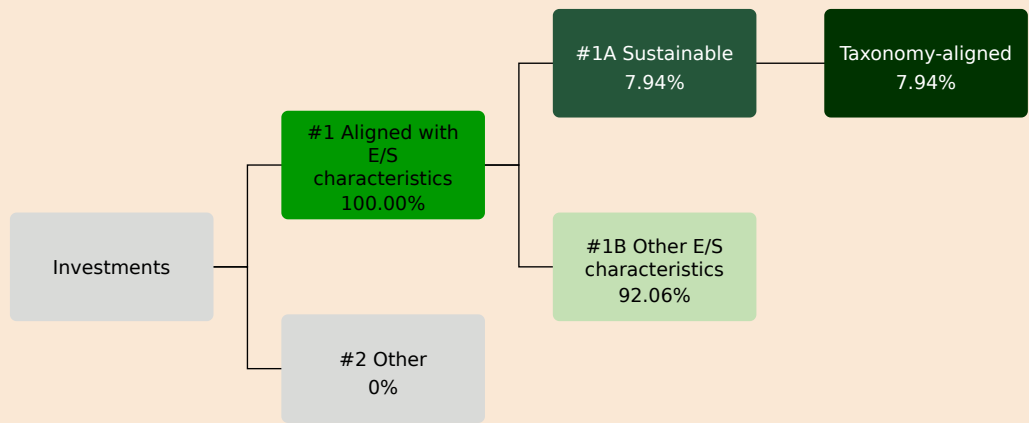 #1A Sustainable
7.94%
Taxonomy-aligned
7.94%
#1 Aligned with
E/S
characteristics
100.00%
Investments
#1B Other E/S
characteristics
92.06%
#2 Other
0%